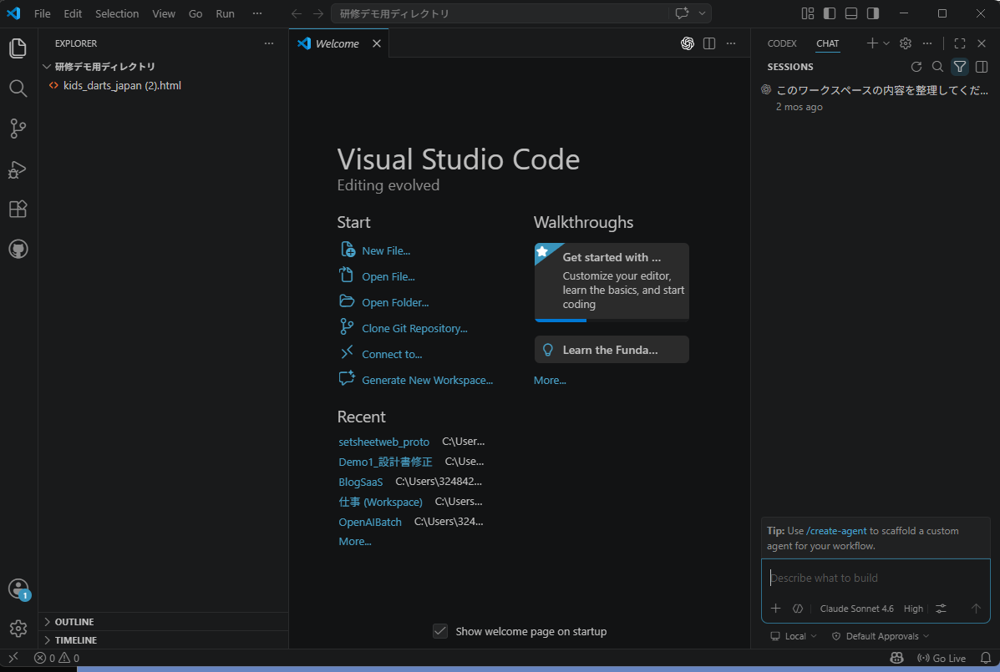 File Edit Selection View Go Run ···
研修デモ用ディレクトリ
EXPLORER
研修デモ用ディレクトリ
kids_darts_japan (2).html
OUTLINE
TIMELINE
Welcome
Visual Studio Code
Editing evolved
Start
New File...
Open File...
Open Folder...
Clone Git Repository...
Connect to...
Generate New Workspace...
Recent
setsheetweb_proto C:\User...
Demo1_設計書修正 C:\Use...
BlogSaaS C:\Users\324842...
仕事 (Workspace) C:\Users...
OpenAIBatch C:\Users\324...
More...
Walkthroughs
Get started with ...
Customize your editor,
learn the basics, and start
coding
Learn the Funda...
More...
Show welcome page on startup
CODEX CHAT
SESSIONS
このワークスペースの内容を整理してくだ...
2 mos ago
Tip: Use /create-agent to scaffold a custom
agent for your workflow.
Describe what to build
Claude Sonnet 4.6 High
Local Default Approvals
1
0 0
Go Live